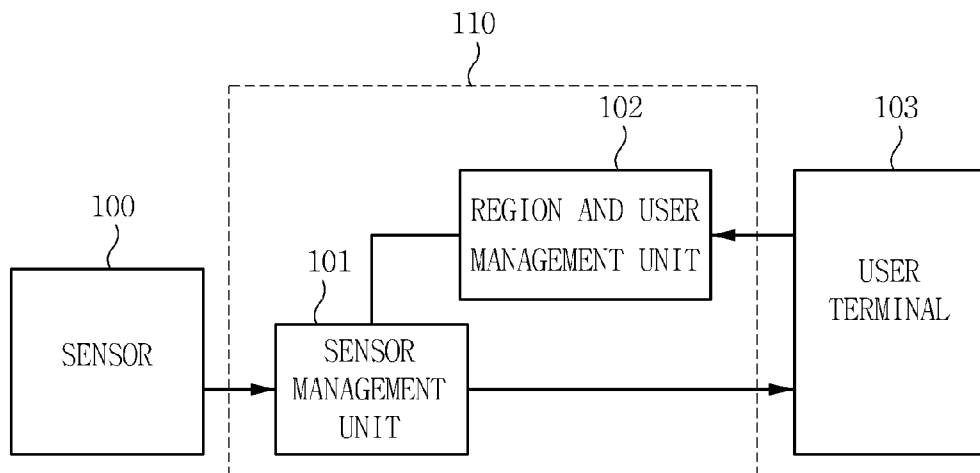 110
102
103
REGION AND USER
MANAGEMENT UNIT
100
101
USER
TERMINAL
SENSOR
SENSOR
MANAGEMENT
UNIT